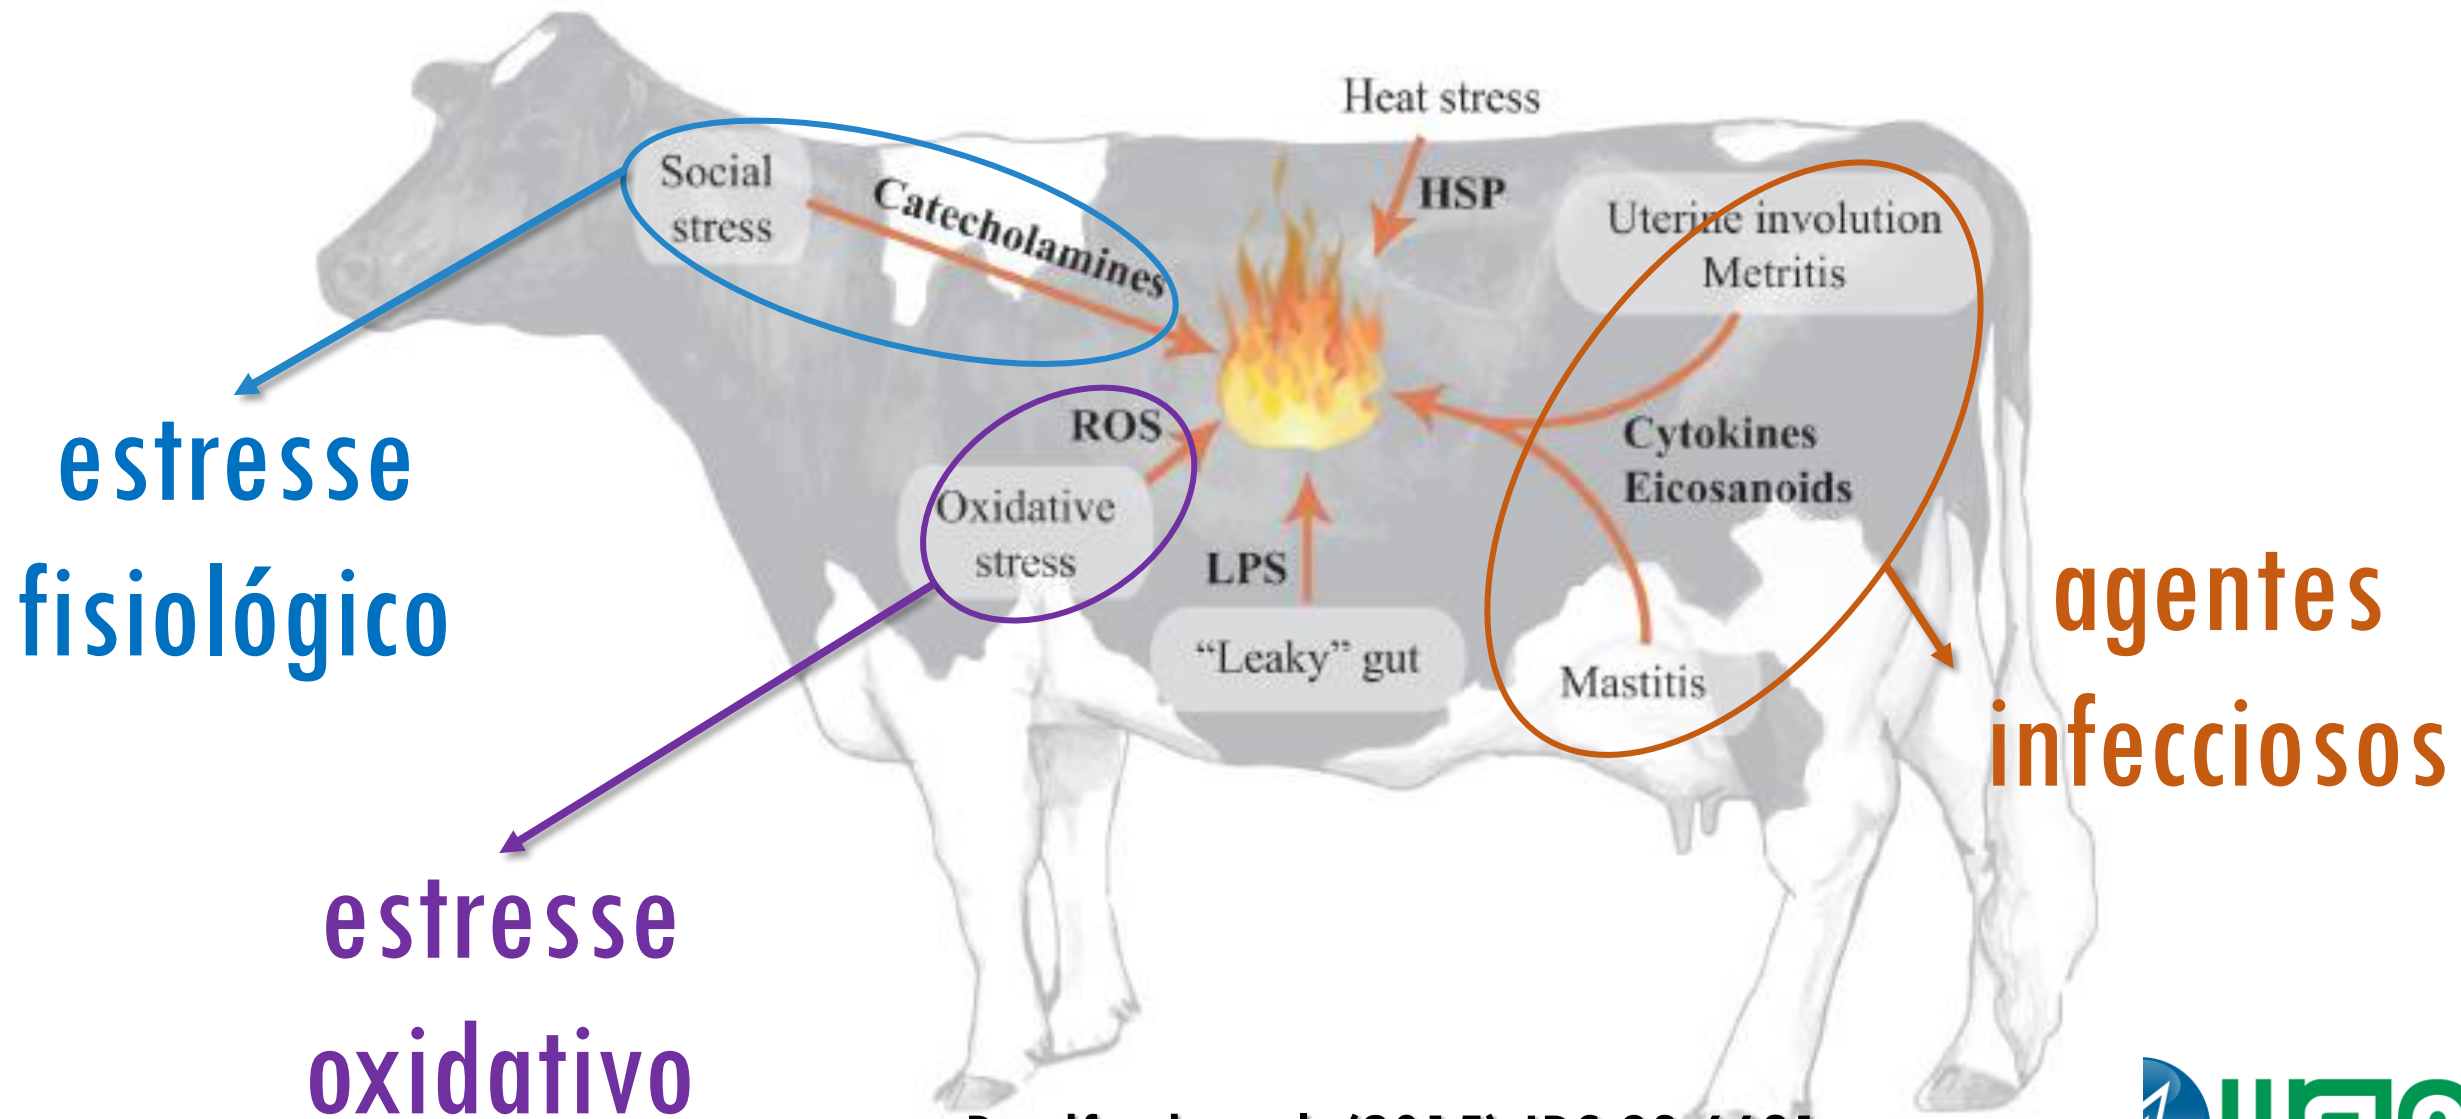 Heat stress
HSP
Social
stress
Catecholamines
Uterine involution
Metritis
ROS
Oxidative
stress
Cytokines
Eicosanoids
LPS
“Leaky” gut
Mastitis
estresse
fisiológico
agentes
infecciosos
estresse
oxidativo